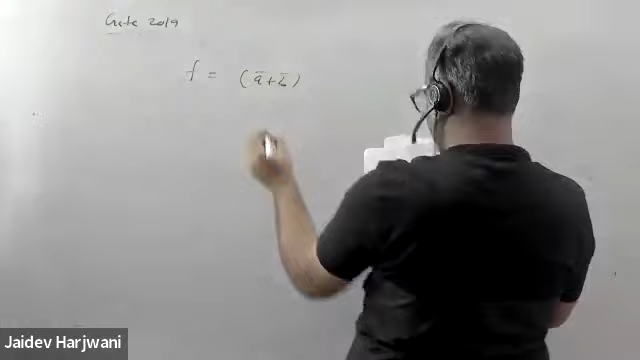 Gate 2019
f = (a̅ + c̅)
Jaidev Harjwani